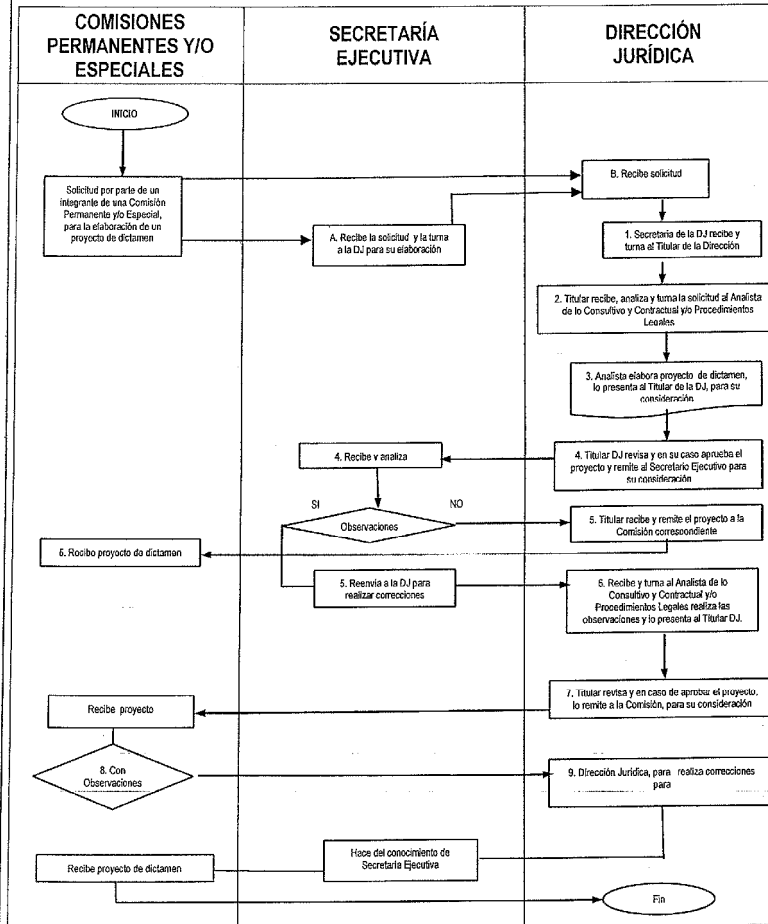 COMISIONES
PERMANENTES Y/O
ESPECIALES
SECRETARÍA
EJECUTIVA
DIRECCIÓN
JURÍDICA
INICIO
Solicitud por parte de un
integrante de una Comisión
Permanente y/o Especial,
para la elaboración de un
proyecto de dictamen
A. Recibe la solicitud y la turna
a la DJ para su elaboración
B. Recibe solicitud
1. Secretaria de la DJ recibe y
turna al Titular de la Dirección
2. Titular recibe, analiza y turna la solicitud al Analista
de lo Consultivo y Contractual y/o Procedimientos
Legales
3. Analista elabora proyecto de dictamen,
lo presenta al Titular de la DJ, para su
consideración
4. Recibe y analiza
4. Titular DJ revisa y en su caso aprueba el
proyecto y remite al Secretario Ejecutivo para
su consideración
SI
NO
Observaciones
5. Titular recibe y remite el proyecto a la
Comisión correspondiente
6. Recibo proyecto de dictamen
5. Reenvía a la DJ para
realizar correcciones
6. Recibe y turna al Analista de lo
Consultivo y Contractual y/o
Procedimientos Legales realiza las
observaciones y lo presenta al Titular DJ.
Recibe proyecto
7. Titular revisa y en caso de aprobar el proyecto,
lo remite a la Comisión, para su consideración
8. Con
Observaciones
9. Dirección Jurídica, para realiza correcciones
para
Recibe proyecto de dictamen
Hace del conocimiento de
Secretaria Ejecutiva
Fin